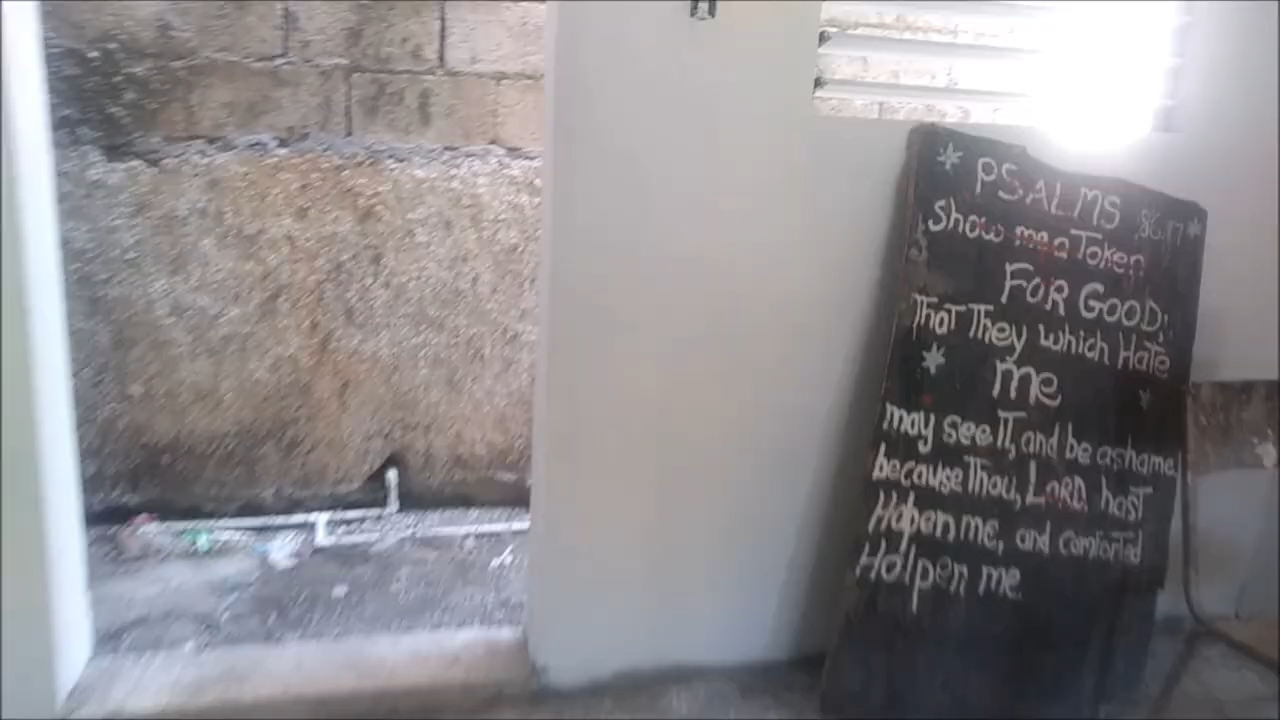 * PSALMS 86.17 *
Show me a Token
FOR GOOD;
That They which Hate
me
may see IT, and be ashame,
because Thou, LORD, hast
Holpen me, and comforted
Holpen me.